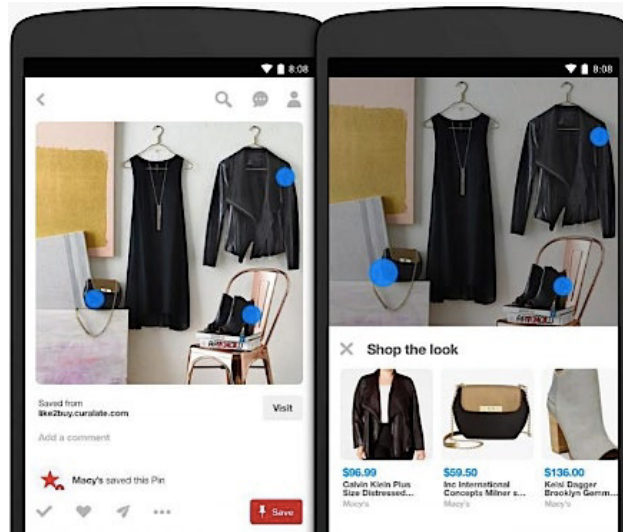 8:08
Saved from
like2buy.curalate.com
Visit
Add a comment
Macy's saved this Pin
Save
8:08
Shop the look
$96.99
Calvin Klein Plus
Size Distressed...
Macy's
$59.50
Inc International
Concepts Milner s...
Macy's
$136.00
Kelsi Dagger
Brooklyn Gamm...
Macy's